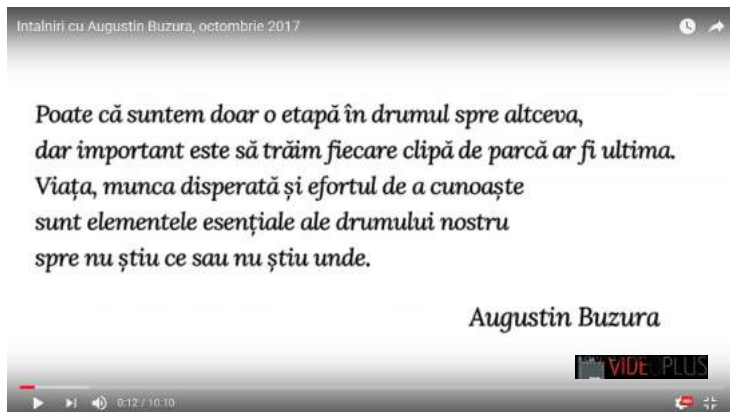 Intalniri cu Augustin Buzura, octombrie 2017
Poate că suntem doar o etapă în drumul spre altceva,
dar important este să trăim fiecare clipă de parcă ar fi ultima.
Viața, munca disperată și efortul de a cunoaște
sunt elementele esențiale ale drumului nostru
spre nu știu ce sau nu știu unde.
Augustin Buzura
VIDEOPLUS
0:12 / 10:10